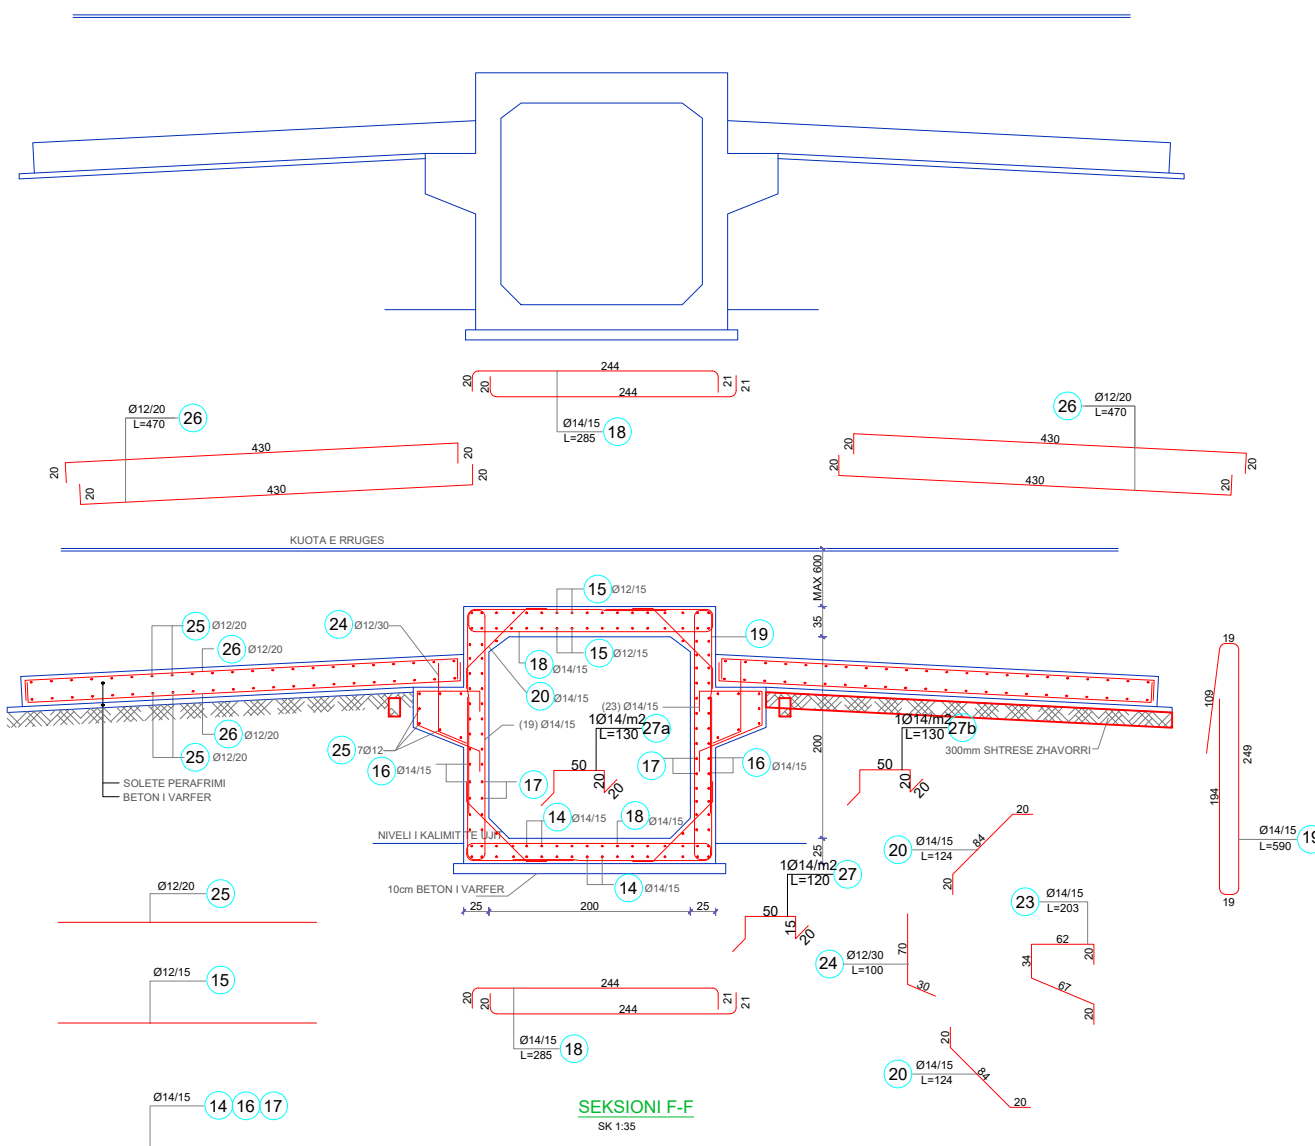 244
20
20
21
21
244
Ø14/15
L=285
18
Ø12/20
L=470
26
430
20
20
20
20
430
26
Ø12/20
L=470
430
20
20
20
20
430
KUOTA E RRUGES
MAX 600
35
200
25
15 Ø12/15
15 Ø12/15
25 Ø12/20
26 Ø12/20
24 Ø12/30
19
18 Ø14/15
20 Ø14/15
(23) Ø14/15
(19) Ø14/15
1Ø14/m2
L=130
27a
1Ø14/m2
L=130
27b
300mm SHTRESE ZHAVORRI
26 Ø12/20
25 Ø12/20
25 7Ø12
16 Ø14/15
17
17
16 Ø14/15
50
20
20
50
20
20
SOLETE PERAFRIMI
BETON I VARFER
14 Ø14/15
18 Ø14/15
NIVELI I KALIMIT TE UJIT
10cm BETON I VARFER
14 Ø14/15
25
200
25
1Ø14/m2
L=120
27
50
15
20
20
Ø14/15
L=124
20
84
20
19
109
249
194
19
Ø14/15
L=590
19
23
Ø14/15
L=203
62
20
34
67
20
24
Ø12/30
L=100
70
30
Ø12/20
25
Ø12/15
15
Ø14/15
14 16 17
244
20
20
21
21
244
Ø14/15
L=285
18
20
Ø14/15
L=124
20
84
20
SEKSIONI F-F
SK 1:35